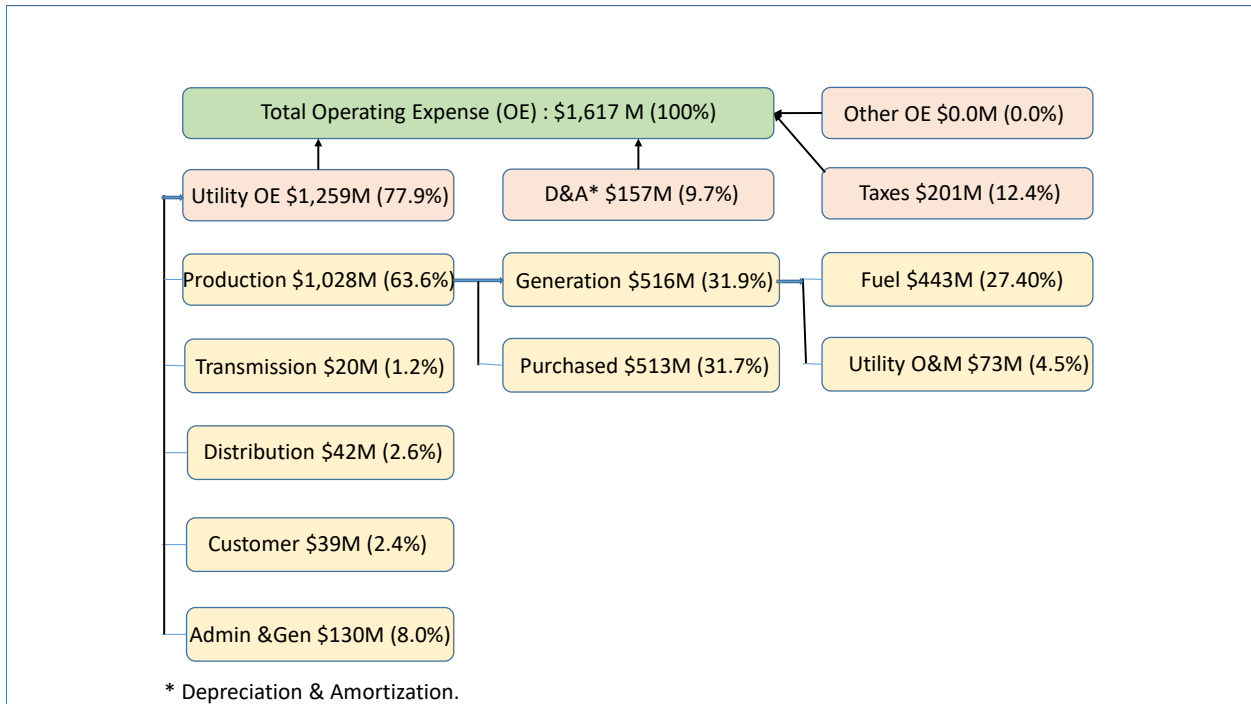 Total Operating Expense (OE) : $1,617 M (100%)
Other OE $0.0M (0.0%)
Utility OE $1,259M (77.9%)
D&A* $157M (9.7%)
Taxes $201M (12.4%)
Production $1,028M (63.6%)
Generation $516M (31.9%)
Fuel $443M (27.40%)
Transmission $20M (1.2%)
Purchased $513M (31.7%)
Utility O&M $73M (4.5%)
Distribution $42M (2.6%)
Customer $39M (2.4%)
Admin &Gen $130M (8.0%)
* Depreciation & Amortization.